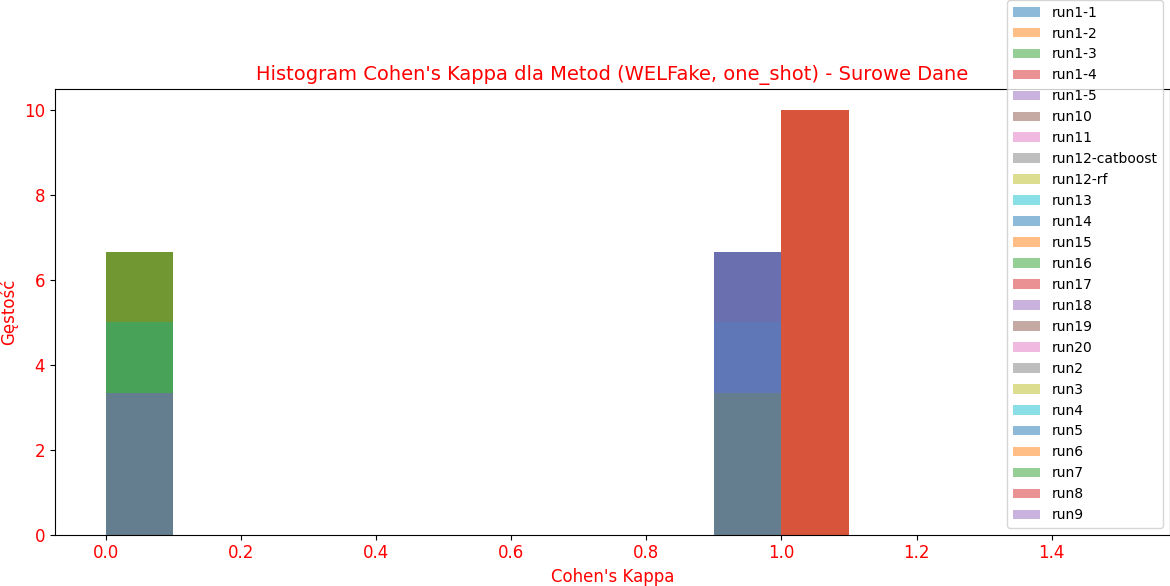 Histogram Cohen's Kappa dla Metod (WELFake, one_shot) - Surowe Dane
Gęstość
10
8
6
4
2
0
0.0 0.2 0.4 0.6 0.8 1.0 1.2 1.4
Cohen's Kappa
run1-1
run1-2
run1-3
run1-4
run1-5
run10
run11
run12-catboost
run12-rf
run13
run14
run15
run16
run17
run18
run19
run20
run2
run3
run4
run5
run6
run7
run8
run9